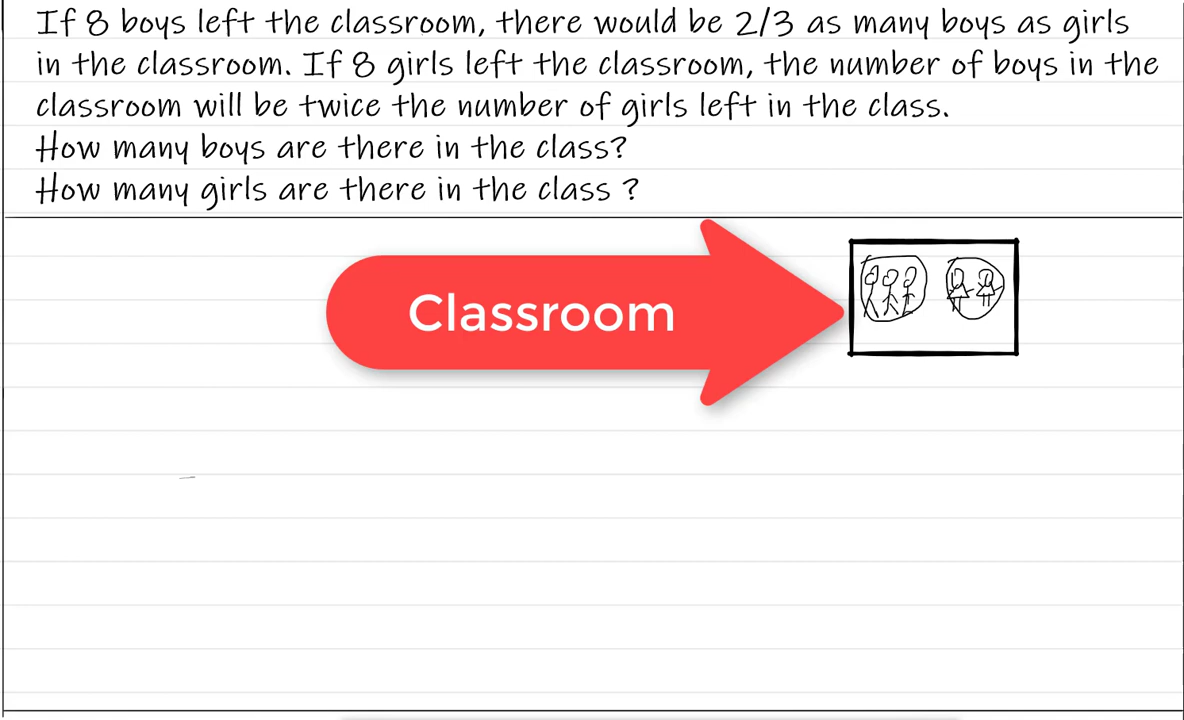 If 8 boys left the classroom, there would be 2/3 as many boys as girls
in the classroom. If 8 girls left the classroom, the number of boys in the
classroom will be twice the number of girls left in the class.
How many boys are there in the class?
How many girls are there in the class ?
Classroom